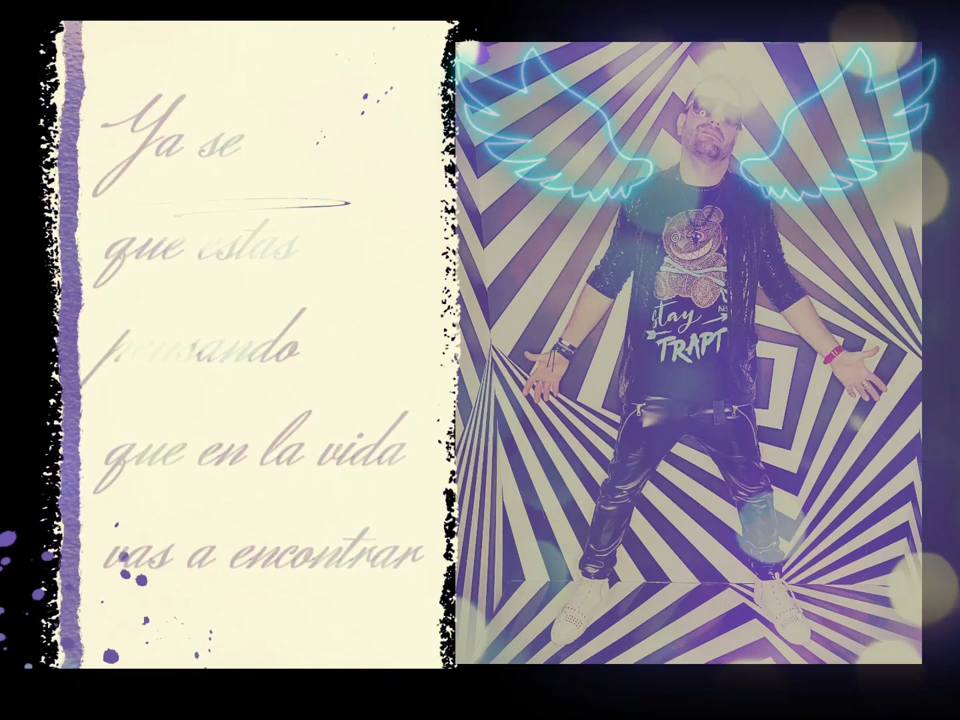 Ya se
que estas
pensando
que en la vida
vas a encontrar
stay
TRAPT